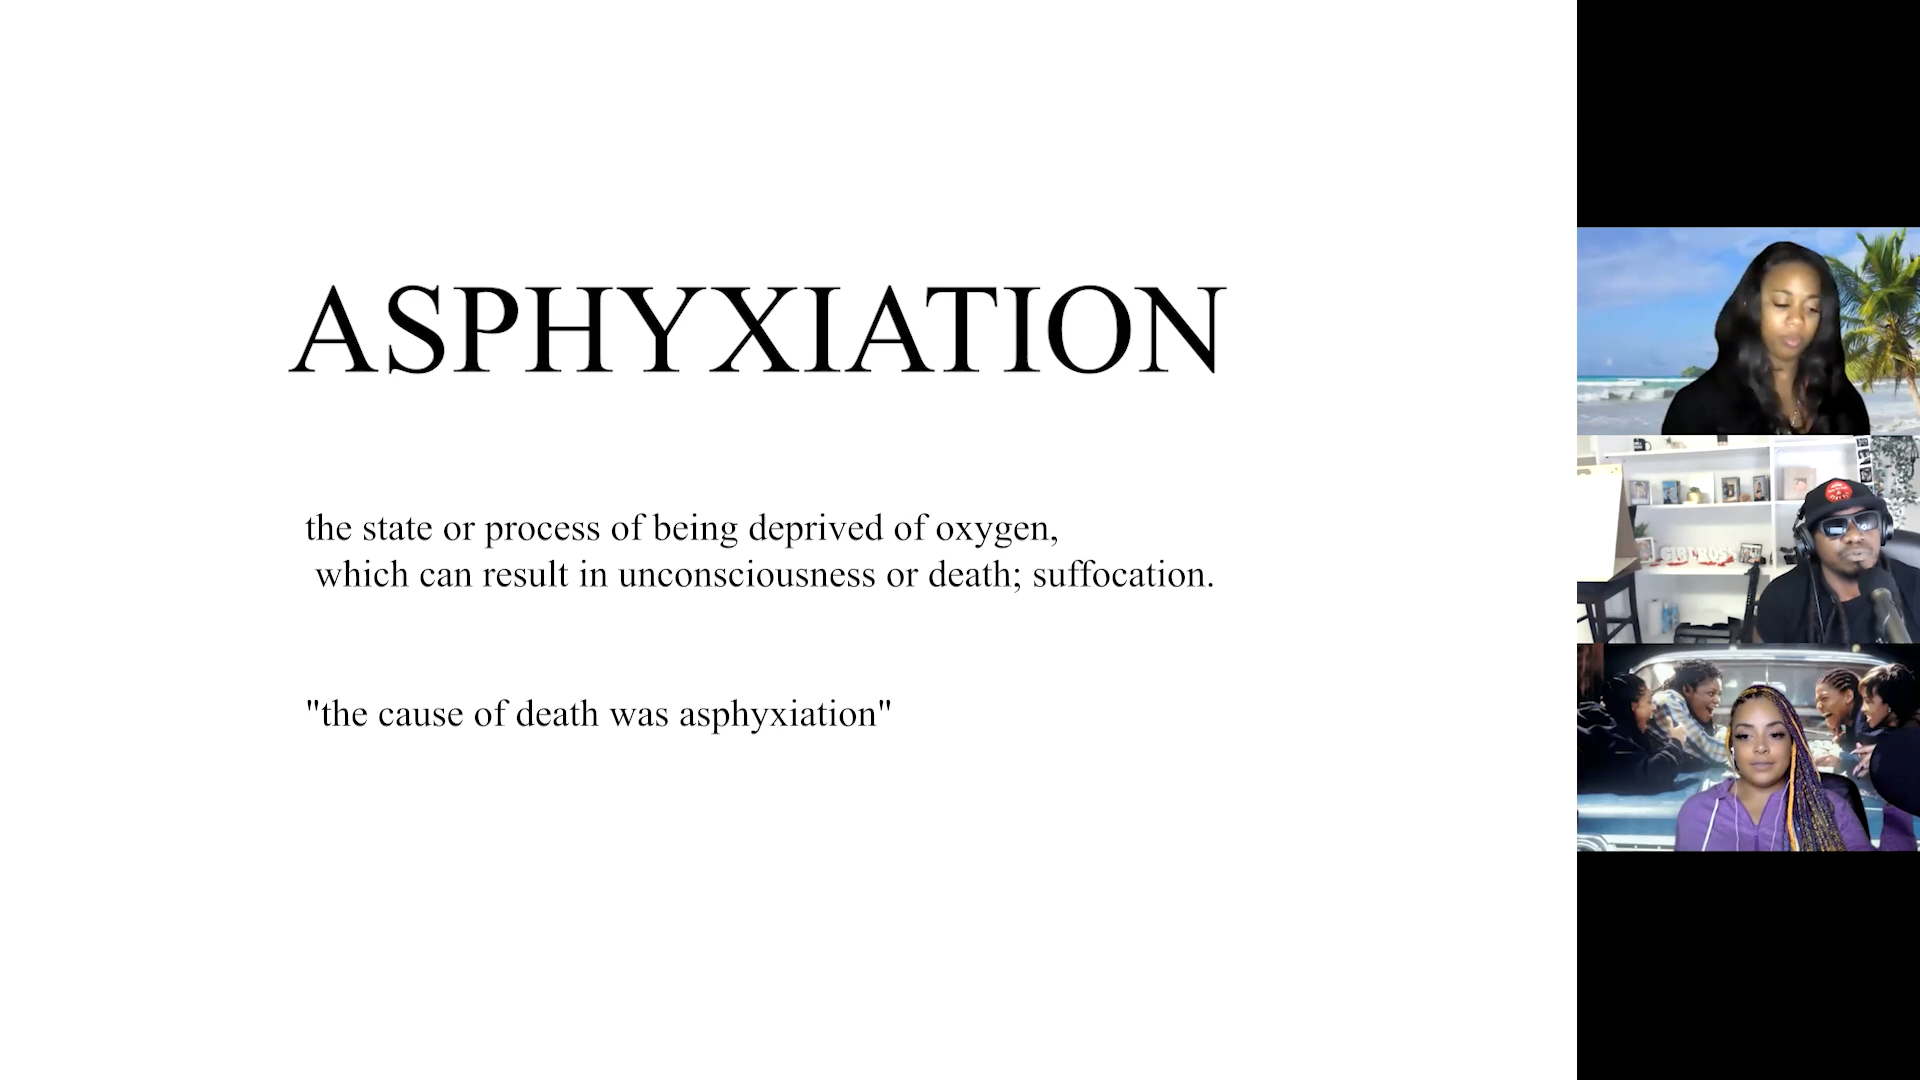 ASPHYXIATION
the state or process of being deprived of oxygen,
which can result in unconsciousness or death; suffocation.
"the cause of death was asphyxiation"
GIRLBOSS